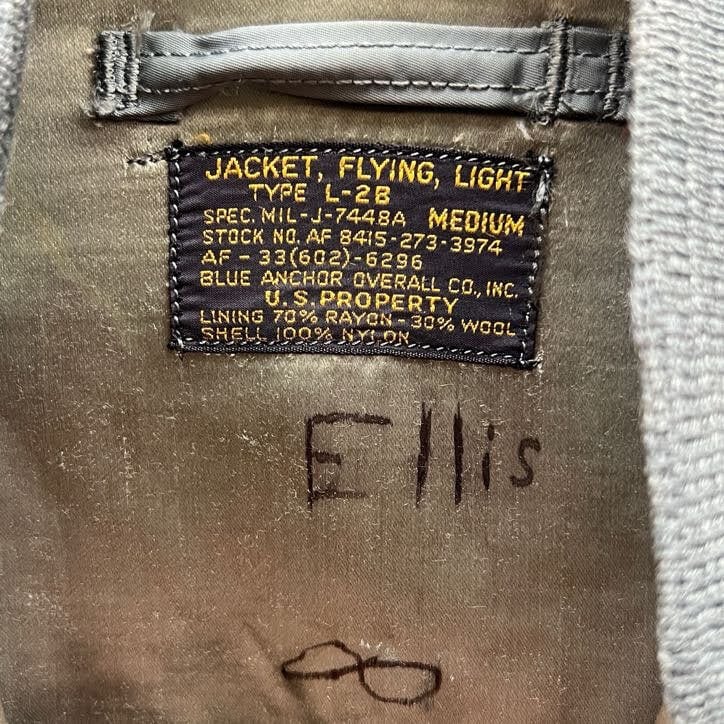 JACKET, FLYING, LIGHT
TYPE L-2B
SPEC. MIL-J-7448A MEDIUM
STOCK NO. AF 8415-273-3974
AF-33(602)-6296
BLUE ANCHOR OVERALL CO., INC.
U.S. PROPERTY
LINING 70% RAYON - 30% WOOL
SHELL 100% NYLON
Ellis